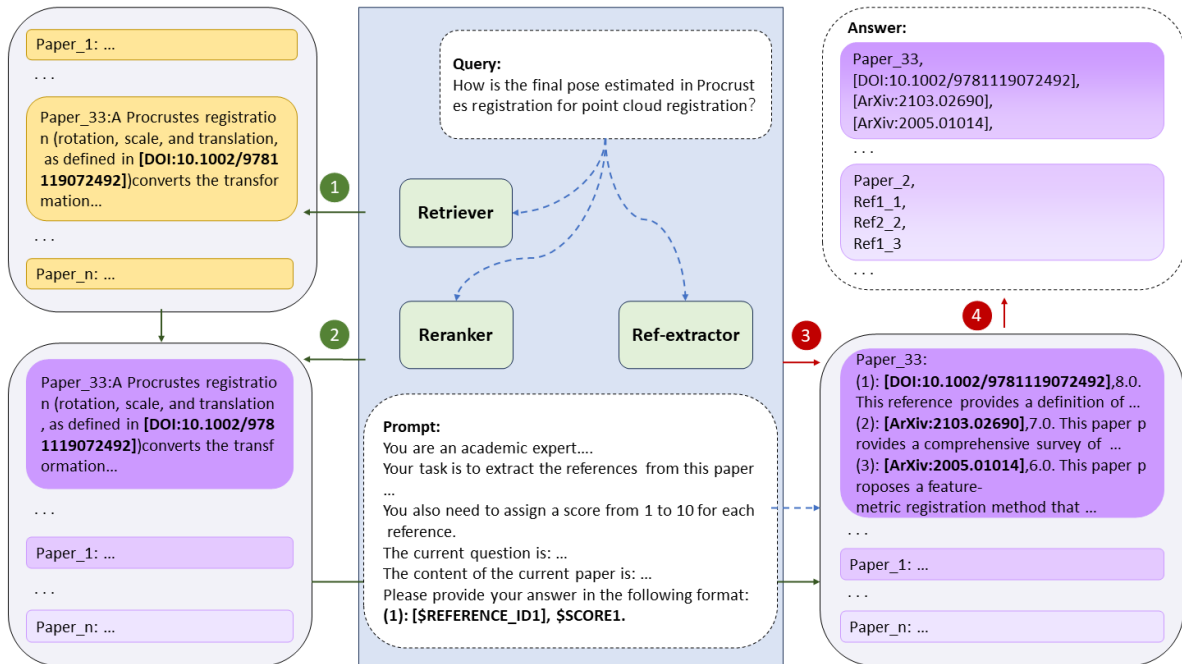 Paper_1: ...
...
Paper_33:A Procrustes registratio
n (rotation, scale, and translation,
as defined in [DOI:10.1002/9781
119072492])converts the transfor
mation...
...
Paper_n: ...
1
Query:
How is the final pose estimated in Procrust
es registration for point cloud registration?
Retriever
Reranker
Ref-extractor
2
Paper_33:A Procrustes registratio
n (rotation, scale, and translation
, as defined in [DOI:10.1002/978
1119072492])converts the transf
ormation...
...
Paper_1: ...
...
Paper_n: ...
Prompt:
You are an academic expert....
Your task is to extract the references from this paper
...
You also need to assign a score from 1 to 10 for each
reference.
The current question is: ...
The content of the current paper is: ...
Please provide your answer in the following format:
(1): [$REFERENCE_ID1], $SCORE1.
3
Paper_33:
(1): [DOI:10.1002/9781119072492],8.0.
This reference provides a definition of ...
(2): [ArXiv:2103.02690],7.0. This paper p
rovides a comprehensive survey of ...
(3): [ArXiv:2005.01014],6.0. This paper p
roposes a feature-
metric registration method that ...
...
Paper_1: ...
...
Paper_n: ...
4
Answer:
Paper_33,
[DOI:10.1002/9781119072492],
[ArXiv:2103.02690],
[ArXiv:2005.01014],
...
Paper_2,
Ref1_1,
Ref2_2,
Ref1_3
...